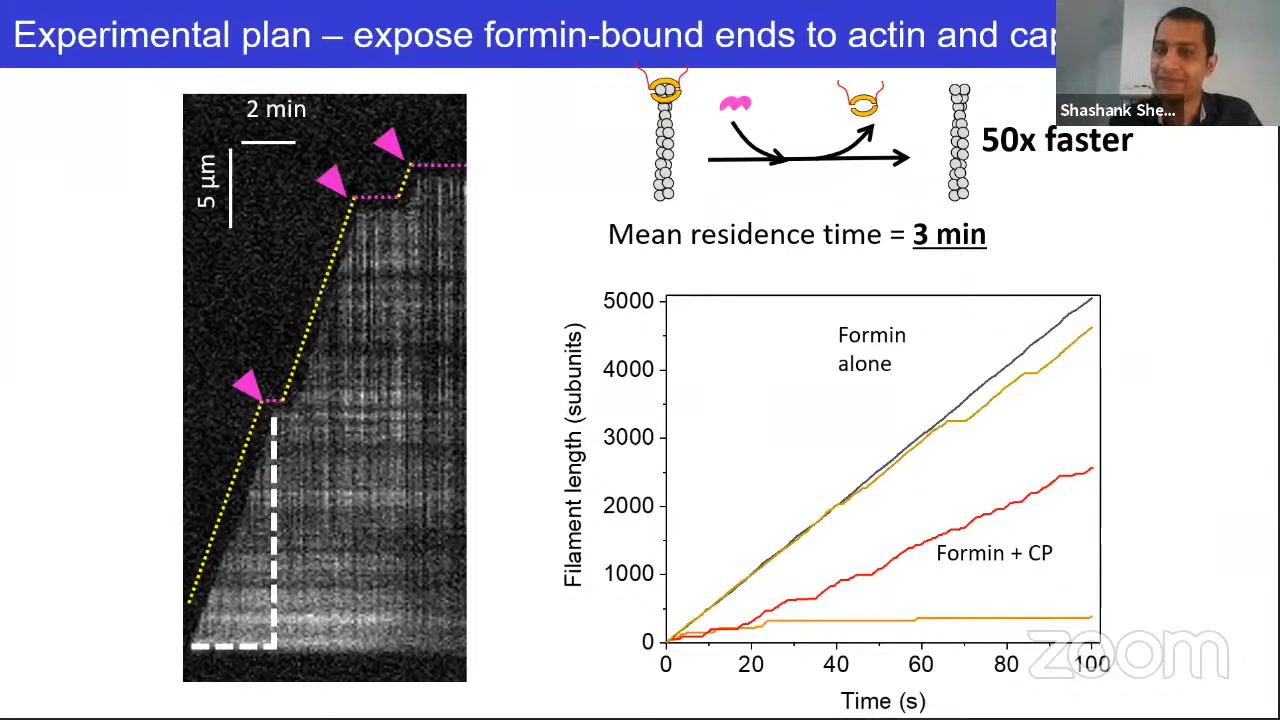 Experimental plan – expose formin-bound ends to actin and cap
Shashank She...
2 min
5 μm
50x faster
Mean residence time = 3 min
Filament length (subunits)
5000
4000
3000
2000
1000
0
Formin
alone
Formin + CP
0 20 40 60 80 100
Time (s)
zoom